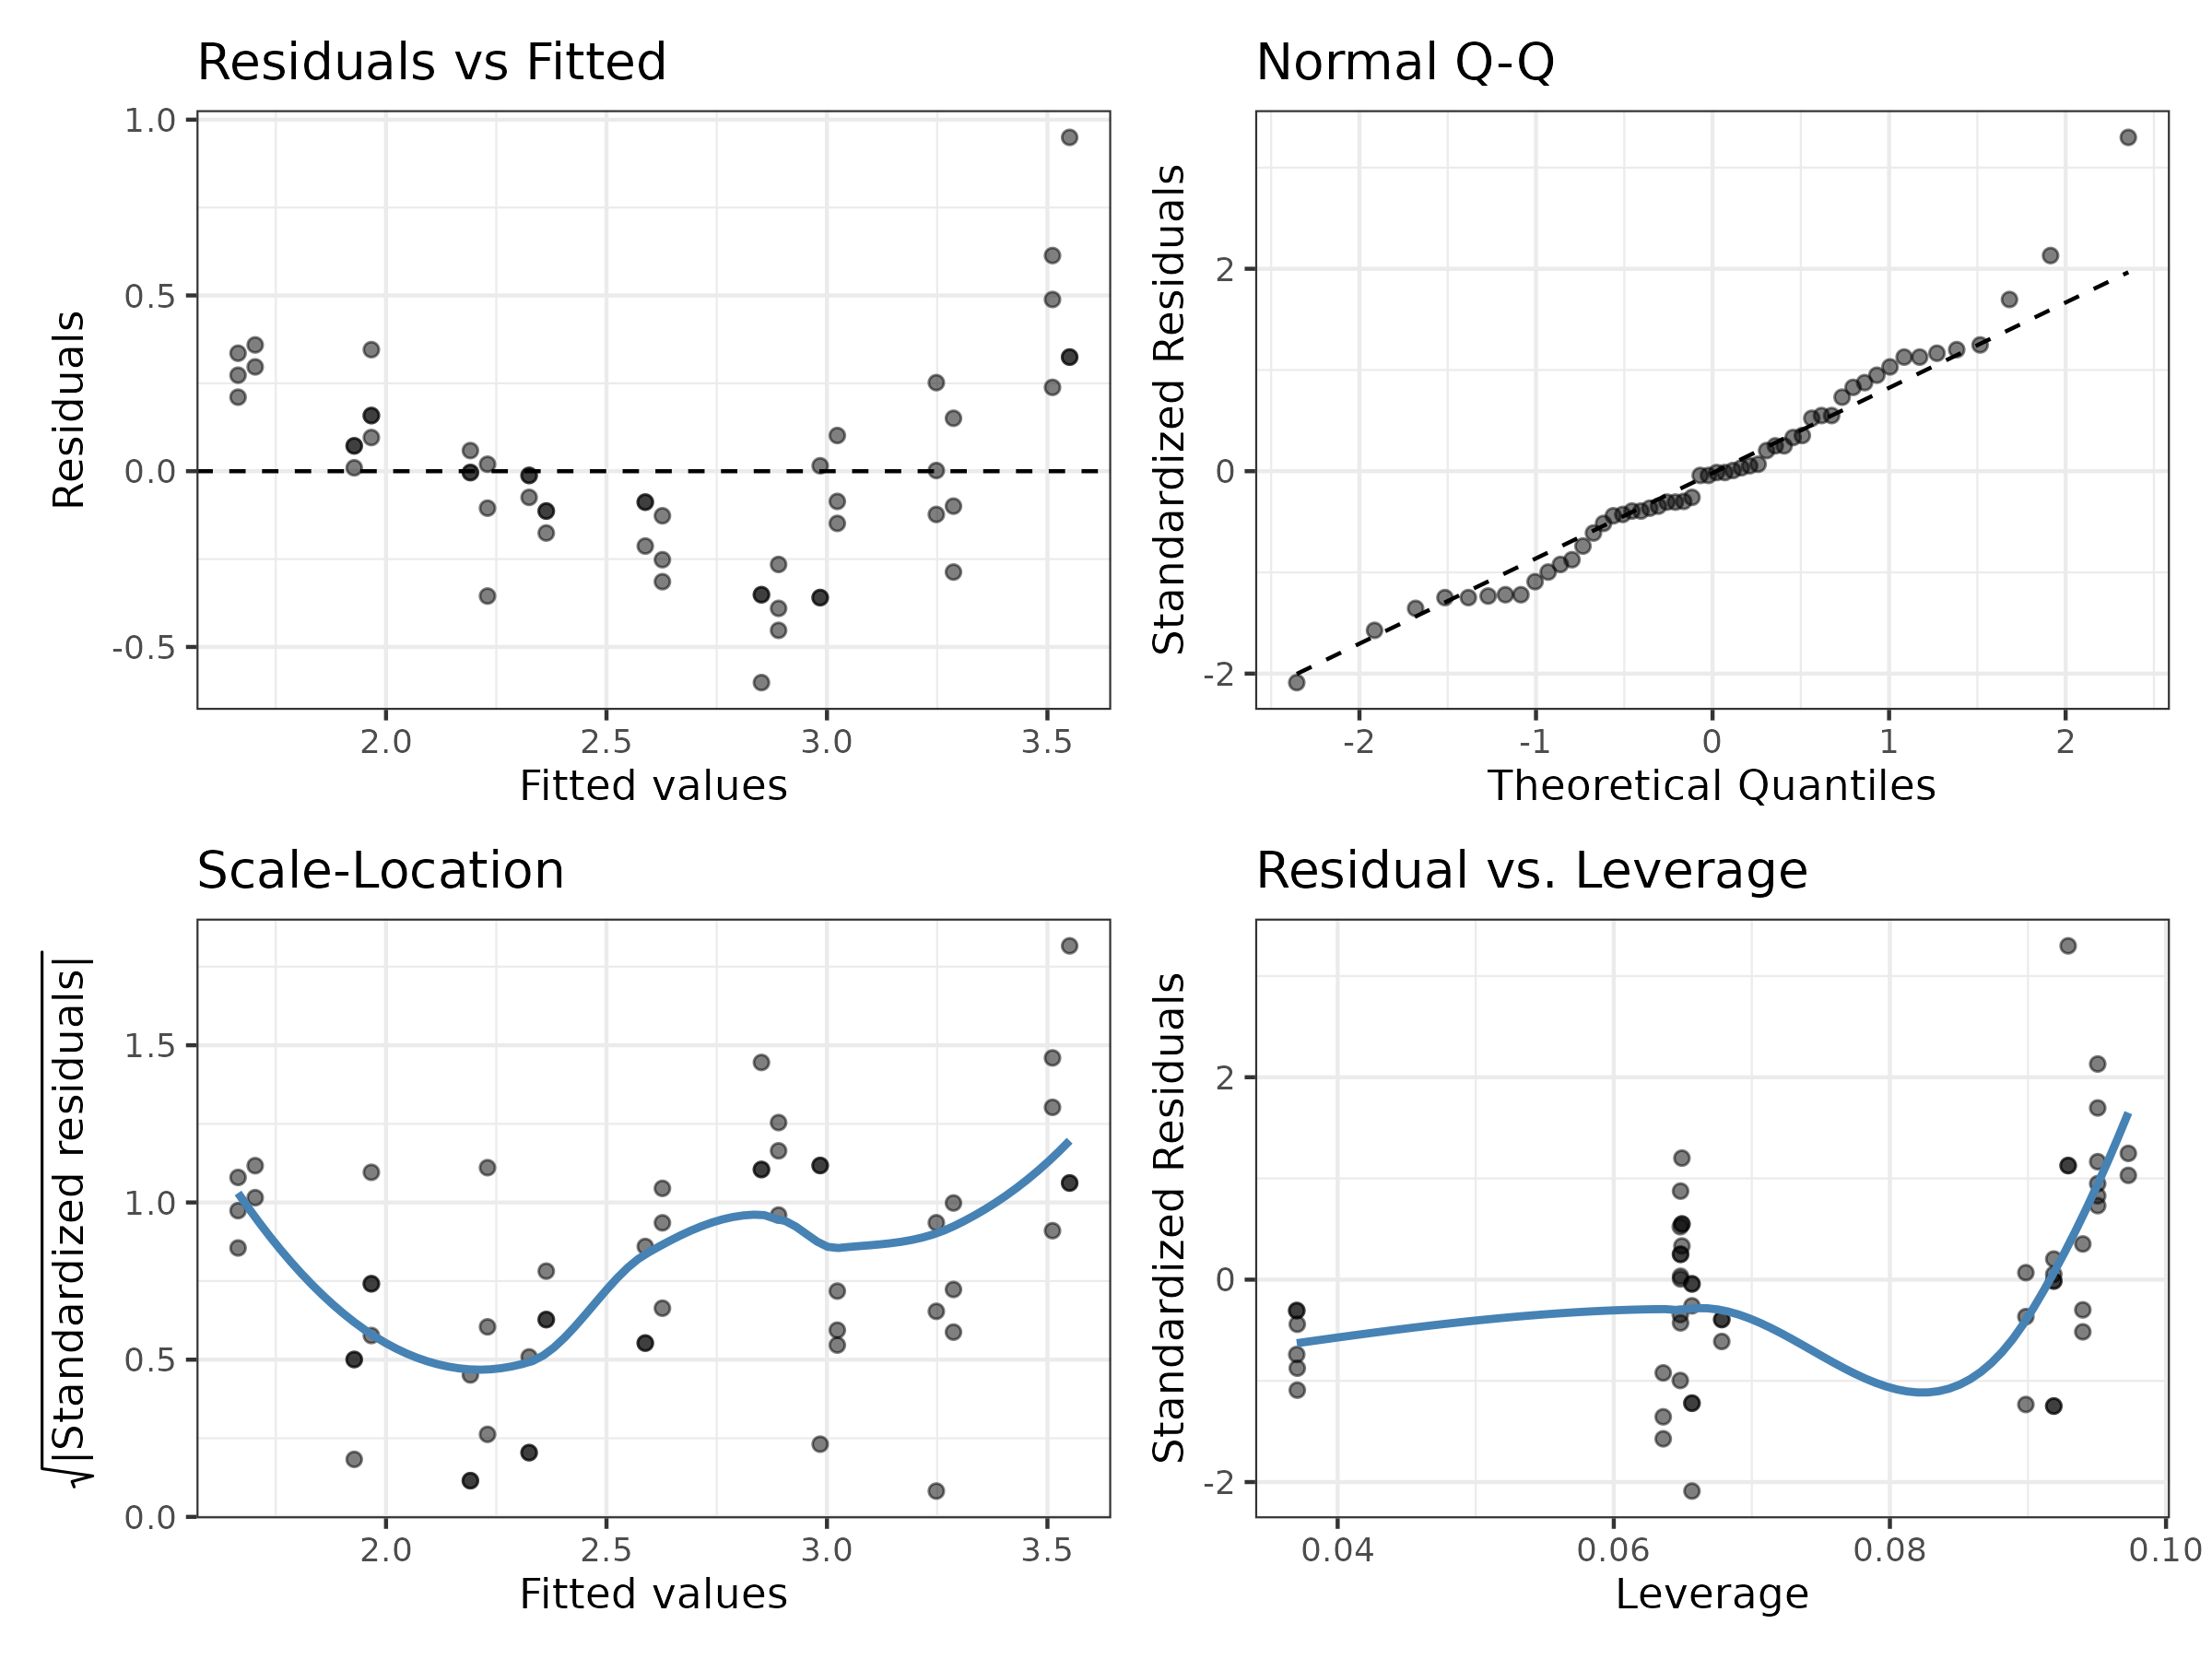 Residuals vs Fitted
1.0
0.5
0.0
-0.5
Residuals
2.0 2.5 3.0 3.5
Fitted values
Normal Q-Q
2
0
-2
Standardized Residuals
-2 -1 0 1 2
Theoretical Quantiles
Scale-Location
1.5
1.0
0.5
0.0
√|Standardized residuals|
2.0 2.5 3.0 3.5
Fitted values
Residual vs. Leverage
2
0
-2
Standardized Residuals
0.04 0.06 0.08 0.10
Leverage